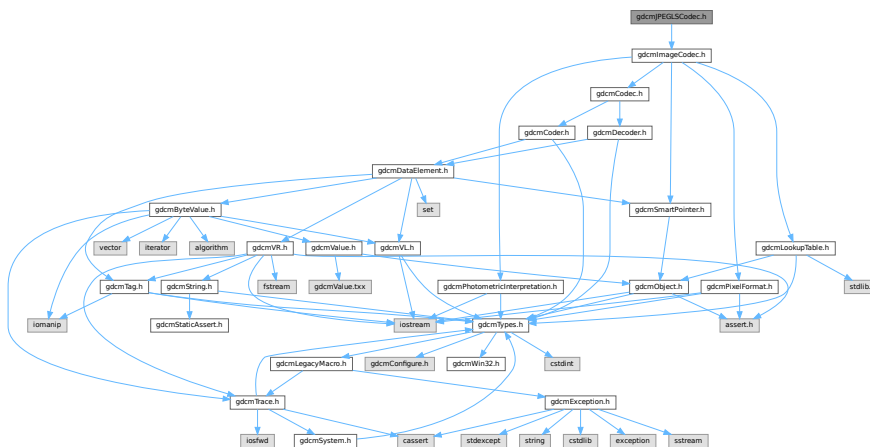 gdcmJPEGLSCodec.h
gdcmImageCodec.h
gdcmCodec.h
gdcmCoder.h
gdcmDecoder.h
gdcmDataElement.h
gdcmByteValue.h
set
gdcmSmartPointer.h
vector
iterator
algorithm
gdcmVR.h
gdcmValue.h
gdcmVL.h
gdcmLookupTable.h
gdcmTag.h
gdcmString.h
fstream
gdcmValue.txx
gdcmPhotometricInterpretation.h
gdcmObject.h
gdcmPixelFormat.h
stdlib.
iomanip
gdcmStaticAssert.h
iostream
gdcmTypes.h
assert.h
gdcmLegacyMacro.h
gdcmConfigure.h
gdcmWin32.h
cstdint
gdcmTrace.h
gdcmException.h
iosfwd
gdcmSystem.h
cassert
stdexcept
string
cstdlib
exception
sstream